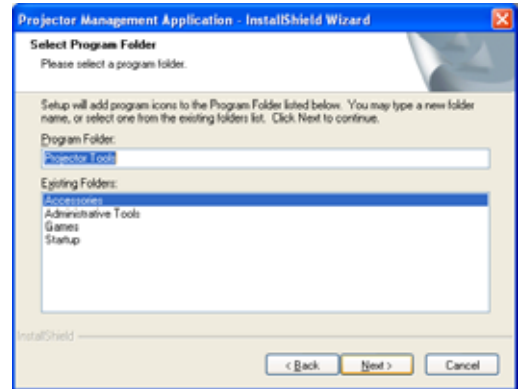 Projector Management Application - InstallShield Wizard
Select Program Folder
Please select a program folder.
Setup will add program icons to the Program Folder listed below. You may type a new folder
name, or select one from the existing folders list. Click Next to continue.
Program Folder:
Projector Tools
Existing Folders:
Accessories
Administrative Tools
Games
Startup
InstallShield
< Back
Next >
Cancel